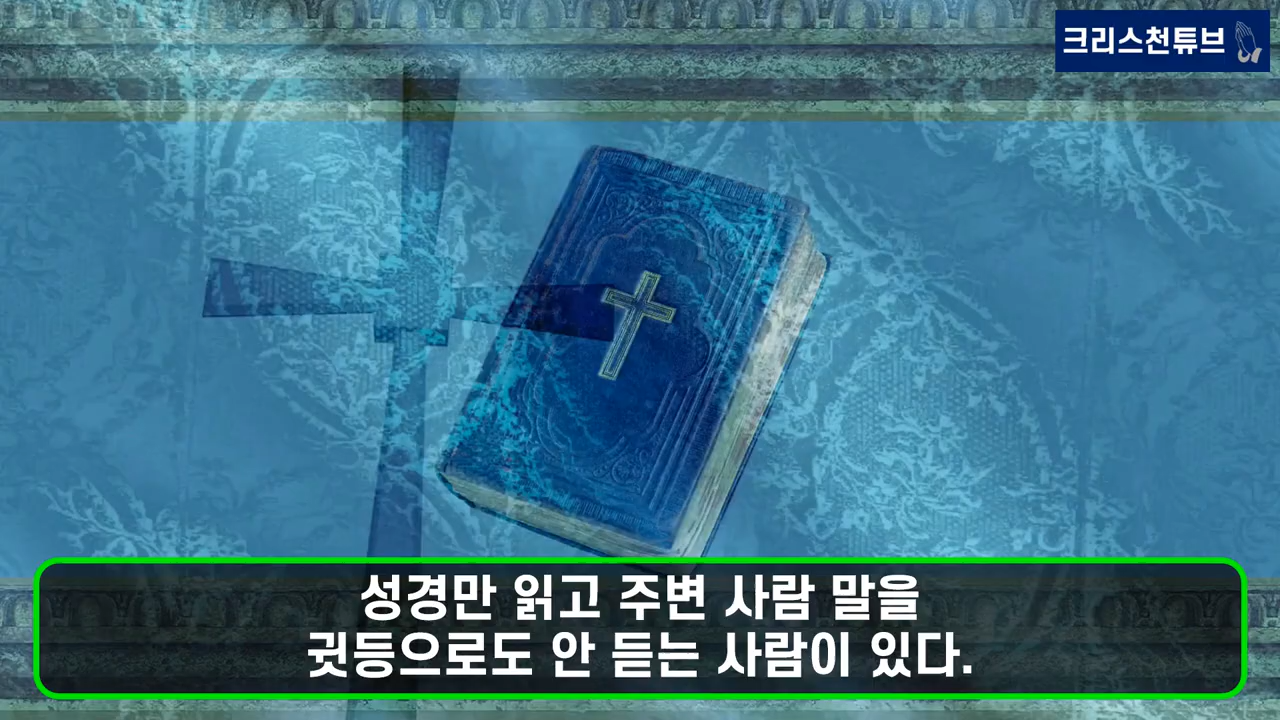 크리스천튜브
성경만 읽고 주변 사람 말을
귓등으로도 안 듣는 사람이 있다.